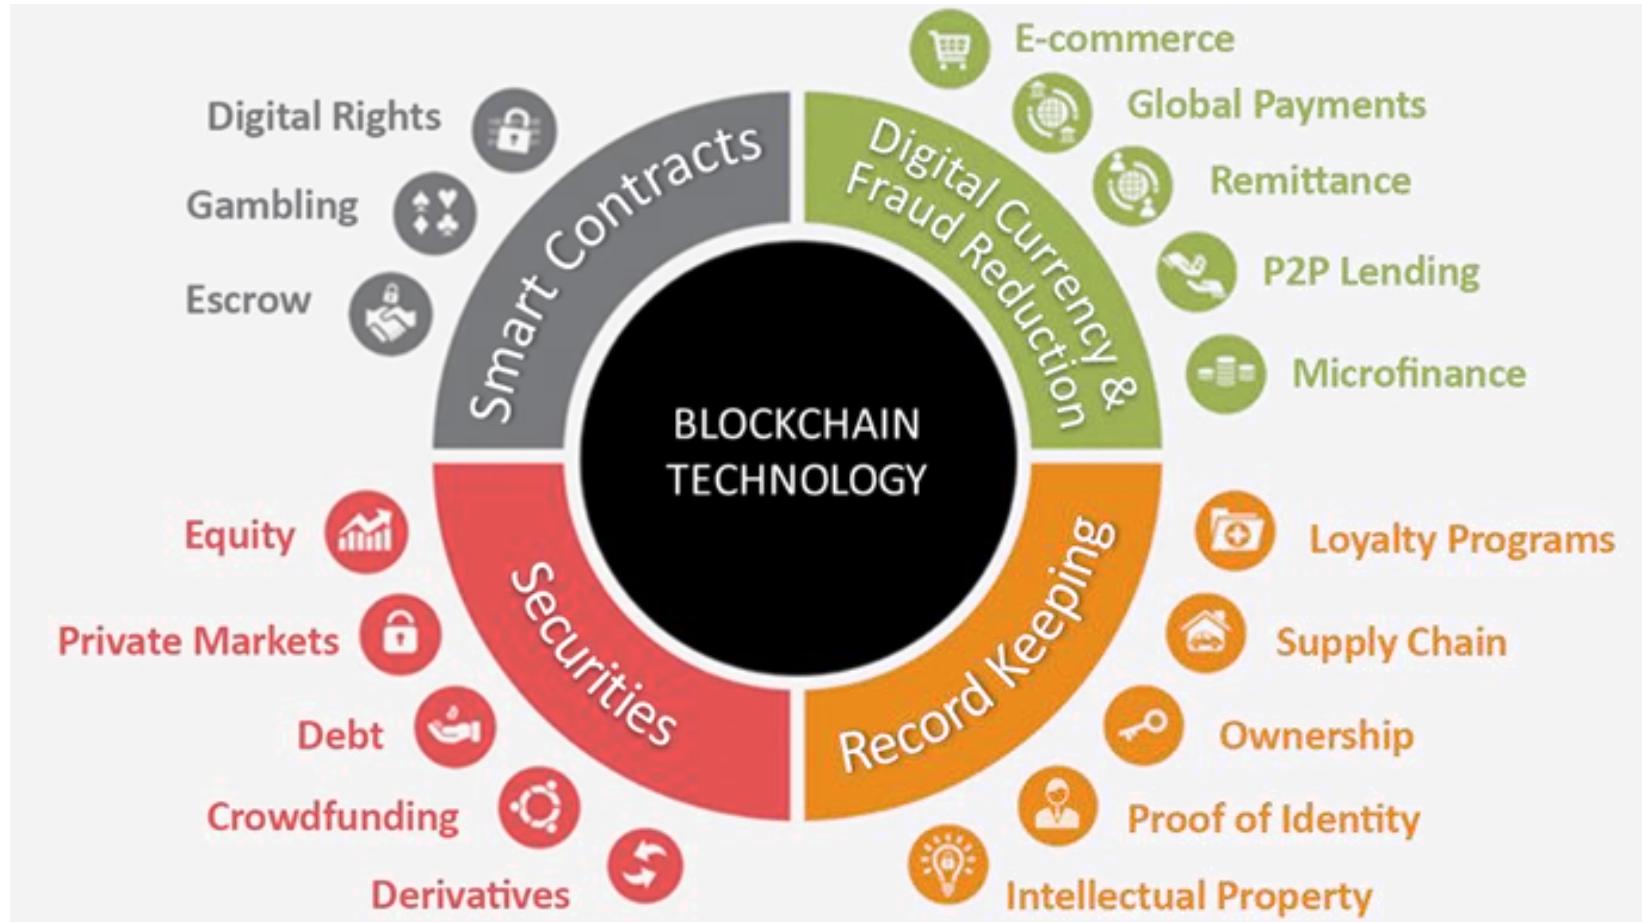 BLOCKCHAIN
TECHNOLOGY
Smart Contracts
Digital Rights
Gambling
Escrow
Digital Currency &
Fraud Reduction
E-commerce
Global Payments
Remittance
P2P Lending
Microfinance
Securities
Equity
Private Markets
Debt
Crowdfunding
Derivatives
Record Keeping
Loyalty Programs
Supply Chain
Ownership
Proof of Identity
Intellectual Property